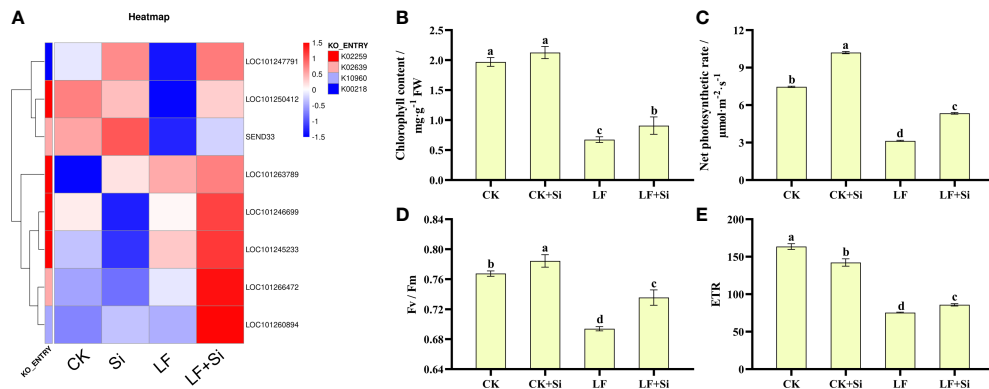 A
Heatmap
KO_ENTRY
1.5
1
0.5
0
-0.5
-1
-1.5
K02259
K02639
K10960
K00218
LOC101247791
LOC101250412
SEND33
LOC101263789
LOC101246699
LOC101245233
LOC101266472
LOC101260894
KO_ENTRY
CK
Si
LF
LF+Si
B
Chlorophyll content /
mg·g⁻¹ FW
2.5
2.0
1.5
1.0
0.5
0.0
a
a
c
b
CK
CK+Si
LF
LF+Si
C
Net photosynthetic rate /
μmol·m⁻²·s⁻¹
12
9
6
3
0
b
a
d
c
CK
CK+Si
LF
LF+Si
D
Fv / Fm
0.84
0.80
0.76
0.72
0.68
0.64
b
a
d
c
CK
CK+Si
LF
LF+Si
E
ETR
200
150
100
50
0
a
b
d
c
CK
CK+Si
LF
LF+Si